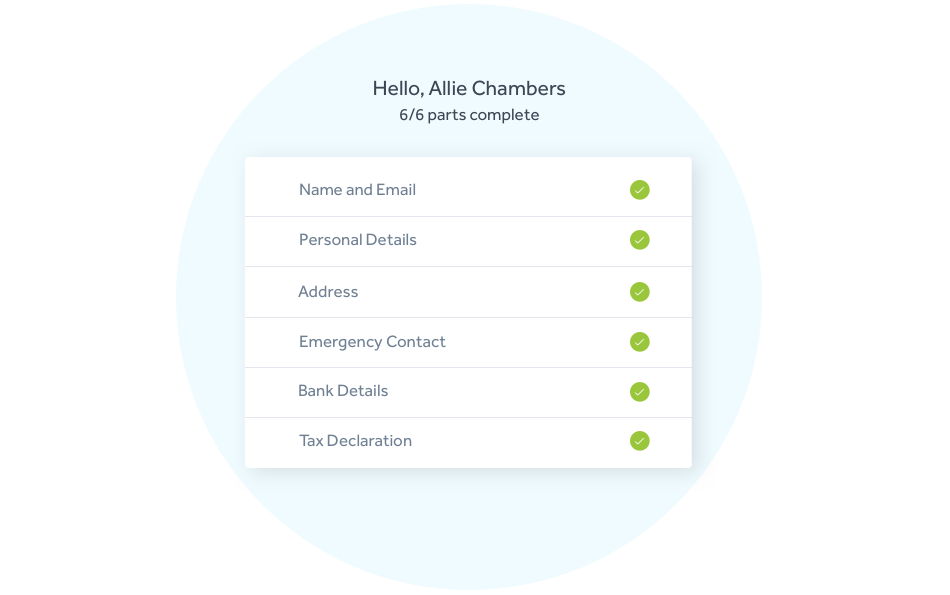 Hello, Allie Chambers
6/6 parts complete
Name and Email
Personal Details
Address
Emergency Contact
Bank Details
Tax Declaration